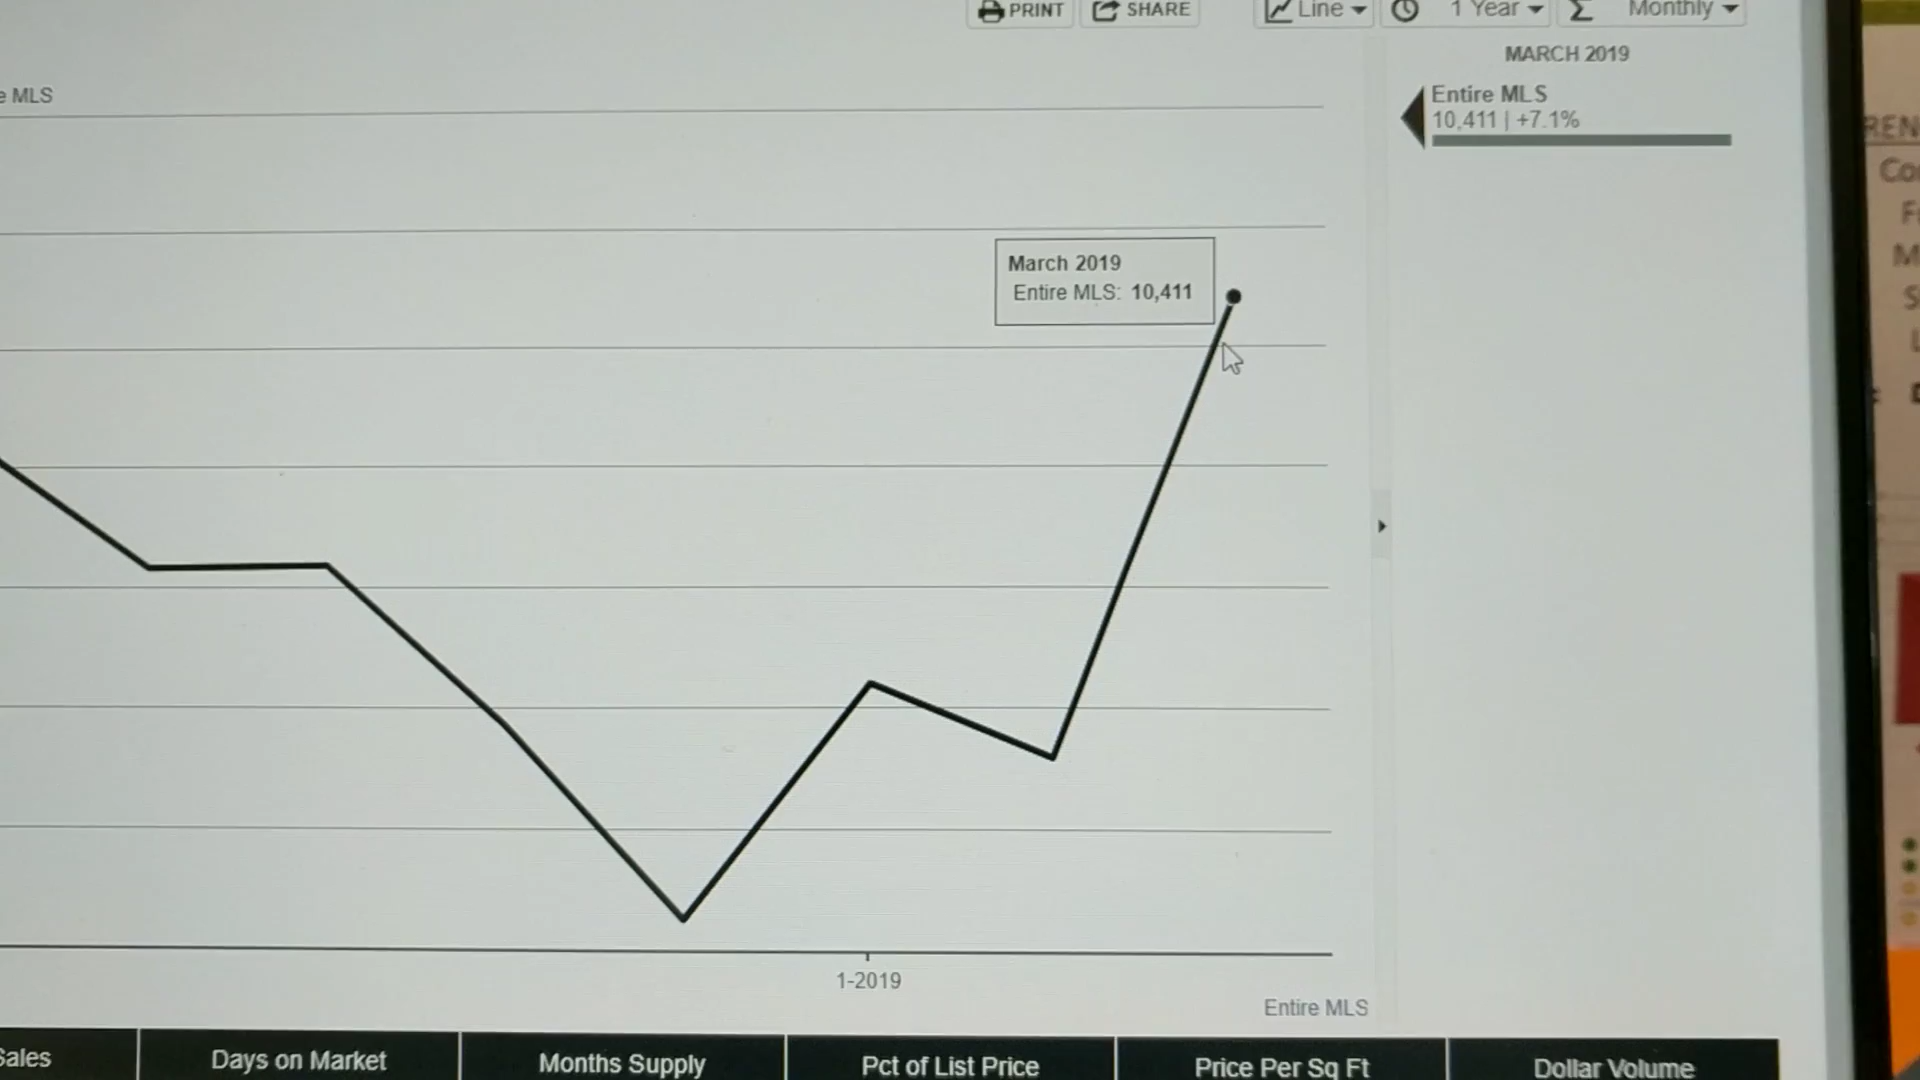 PRINT
SHARE
Line
1 Year
Monthly
MARCH 2019
e MLS
Entire MLS
10,411 | +7.1%
March 2019
Entire MLS: 10,411
1-2019
Entire MLS
Sales
Days on Market
Months Supply
Pct of List Price
Price Per Sq Ft
Dollar Volume